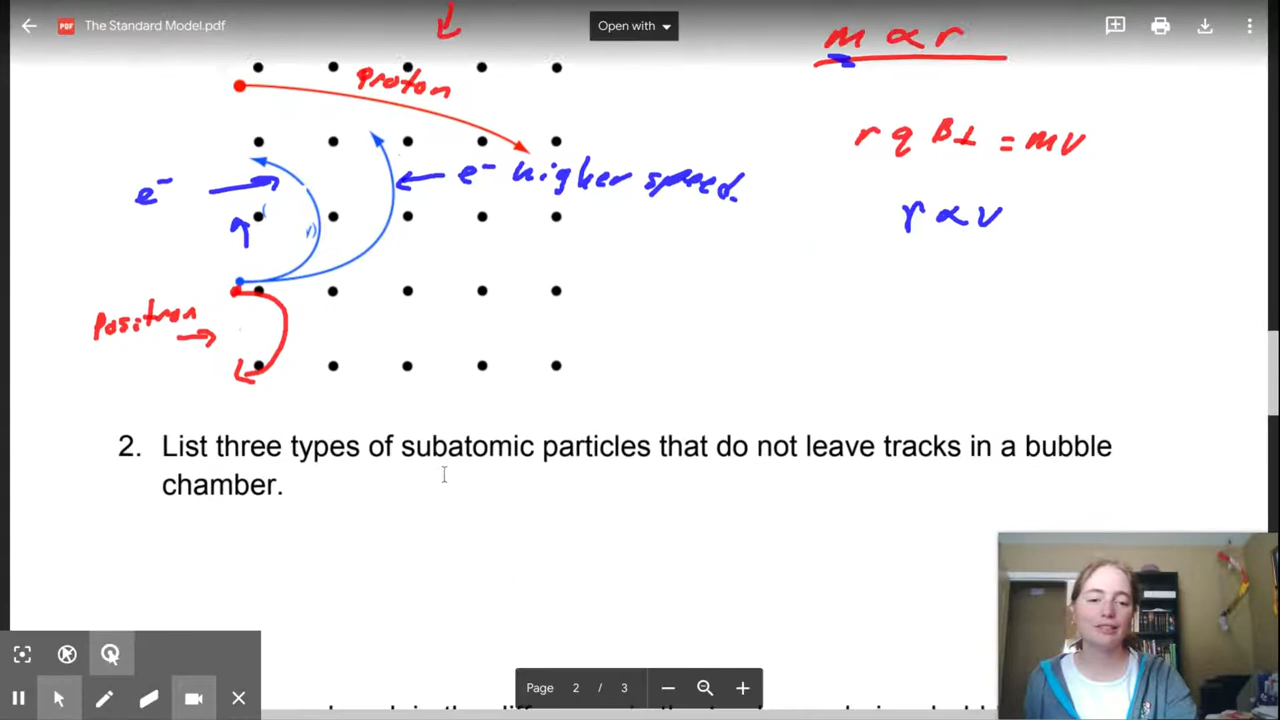 The Standard Model.pdf
Open with
m ∝ r
proton
r q B⊥ = mv
e⁻
e⁻ higher speed.
r ∝ v
Positron
2. List three types of subatomic particles that do not leave tracks in a bubble
chamber.
Page 2 / 3